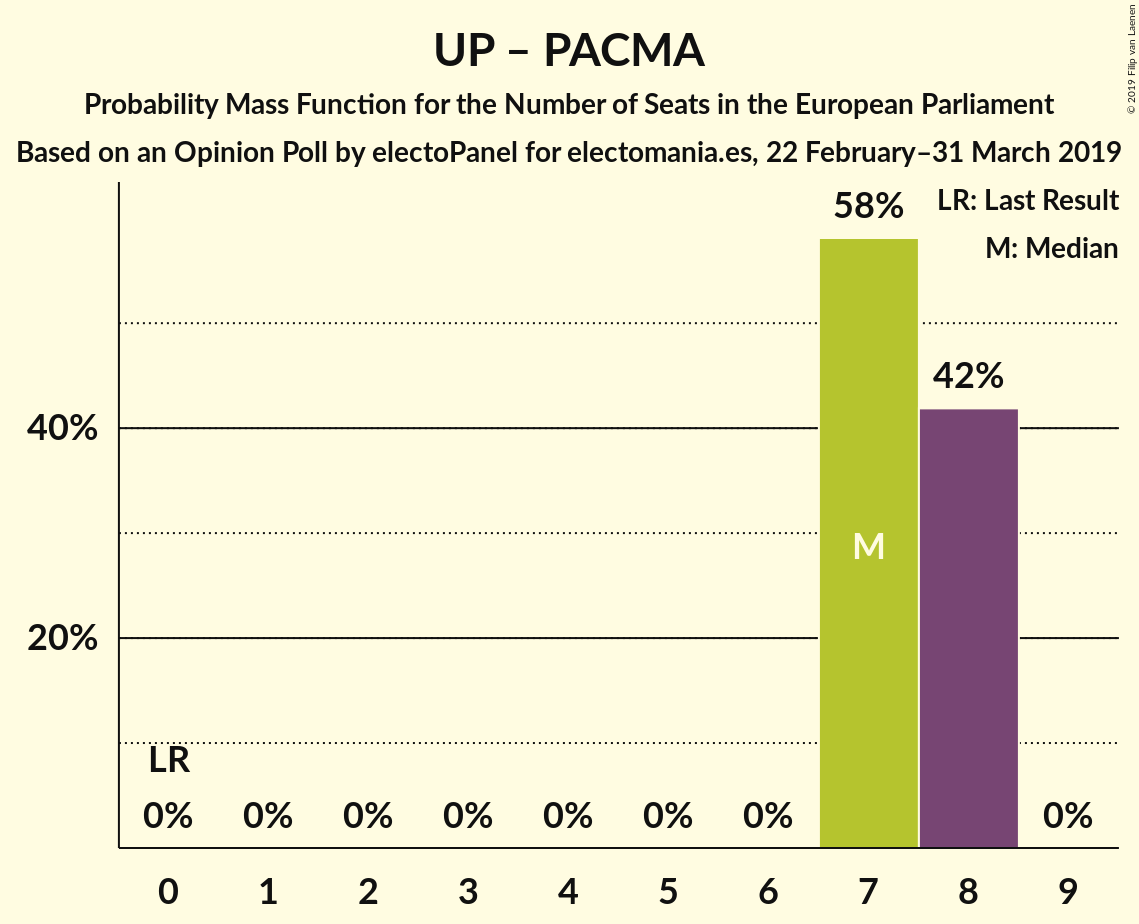 UP – PACMA
Probability Mass Function for the Number of Seats in the European Parliament
Based on an Opinion Poll by electoPanel for electomania.es, 22 February–31 March 2019
© 2019 Filip van Laenen
LR: Last Result
M: Median
58%
42%
40%
20%
M
LR
0% 0% 0% 0% 0% 0% 0% 0%
0 1 2 3 4 5 6 7 8 9